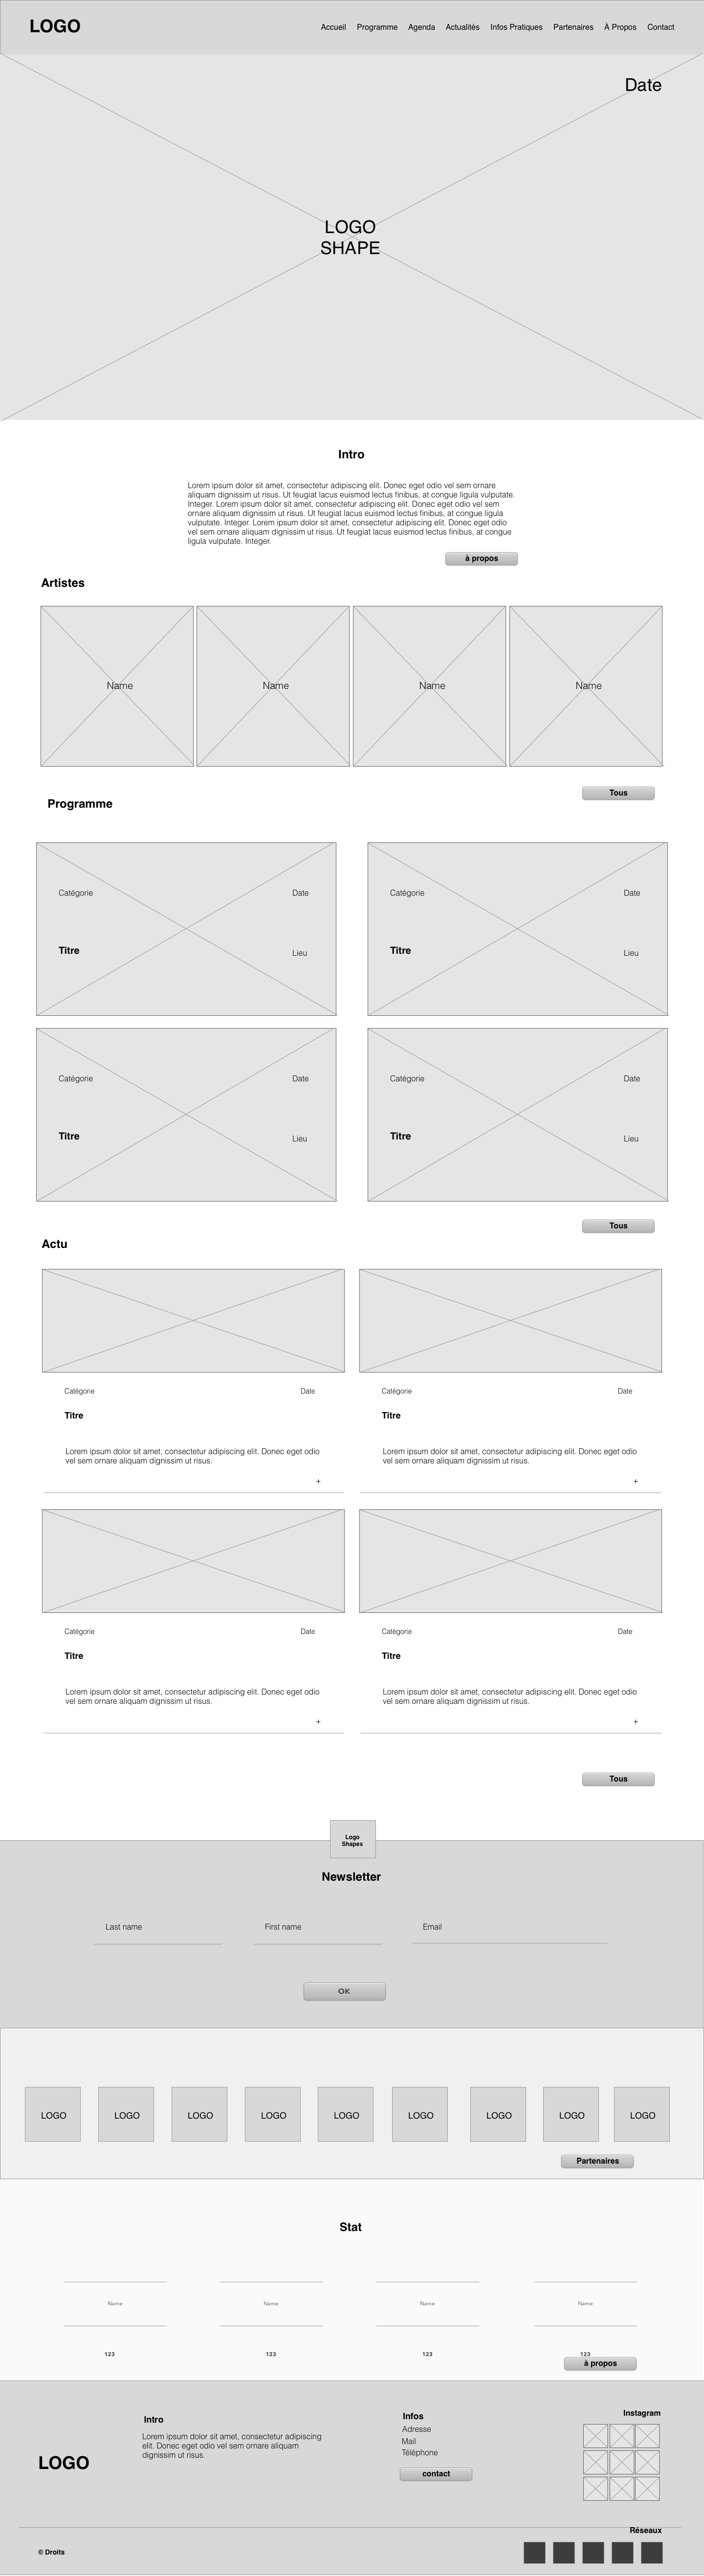 LOGO
Accueil Programme Agenda Actualités Infos Pratiques Partenaires À Propos Contact
Date
LOGO
SHAPE
Intro
Lorem ipsum dolor sit amet, consectetur adipiscing elit. Donec eget odio vel sem ornare
aliquam dignissim ut risus. Ut feugiat lacus euismod lectus finibus, at congue ligula vulputate.
Integer. Lorem ipsum dolor sit amet, consectetur adipiscing elit. Donec eget odio vel sem
ornare aliquam dignissim ut risus. Ut feugiat lacus euismod lectus finibus, at congue ligula
vulputate. Integer. Lorem ipsum dolor sit amet, consectetur adipiscing elit. Donec eget odio
vel sem ornare aliquam dignissim ut risus. Ut feugiat lacus euismod lectus finibus, at congue
ligula vulputate. Integer.
à propos
Artistes
Name Name Name Name
Tous
Programme
Catégorie Date Catégorie Date
Titre Lieu Titre Lieu
Catégorie Date Catégorie Date
Titre Lieu Titre Lieu
Tous
Actu
Catégorie Date Catégorie Date
Titre Titre
Lorem ipsum dolor sit amet, consectetur adipiscing elit. Donec eget odio
vel sem ornare aliquam dignissim ut risus.
+
Lorem ipsum dolor sit amet, consectetur adipiscing elit. Donec eget odio
vel sem ornare aliquam dignissim ut risus.
+
Catégorie Date Catégorie Date
Titre Titre
Lorem ipsum dolor sit amet, consectetur adipiscing elit. Donec eget odio
vel sem ornare aliquam dignissim ut risus.
+
Lorem ipsum dolor sit amet, consectetur adipiscing elit. Donec eget odio
vel sem ornare aliquam dignissim ut risus.
+
Tous
Logo
Shapes
Newsletter
Last name First name Email
OK
LOGO LOGO LOGO LOGO LOGO LOGO LOGO LOGO LOGO
Partenaires
Stat
Name Name Name Name
123 123 123 123
à propos
LOGO
Intro
Lorem ipsum dolor sit amet, consectetur adipiscing
elit. Donec eget odio vel sem ornare aliquam
dignissim ut risus.
Infos
Adresse
Mail
Téléphone
contact
Instagram
Réseaux
© Droits